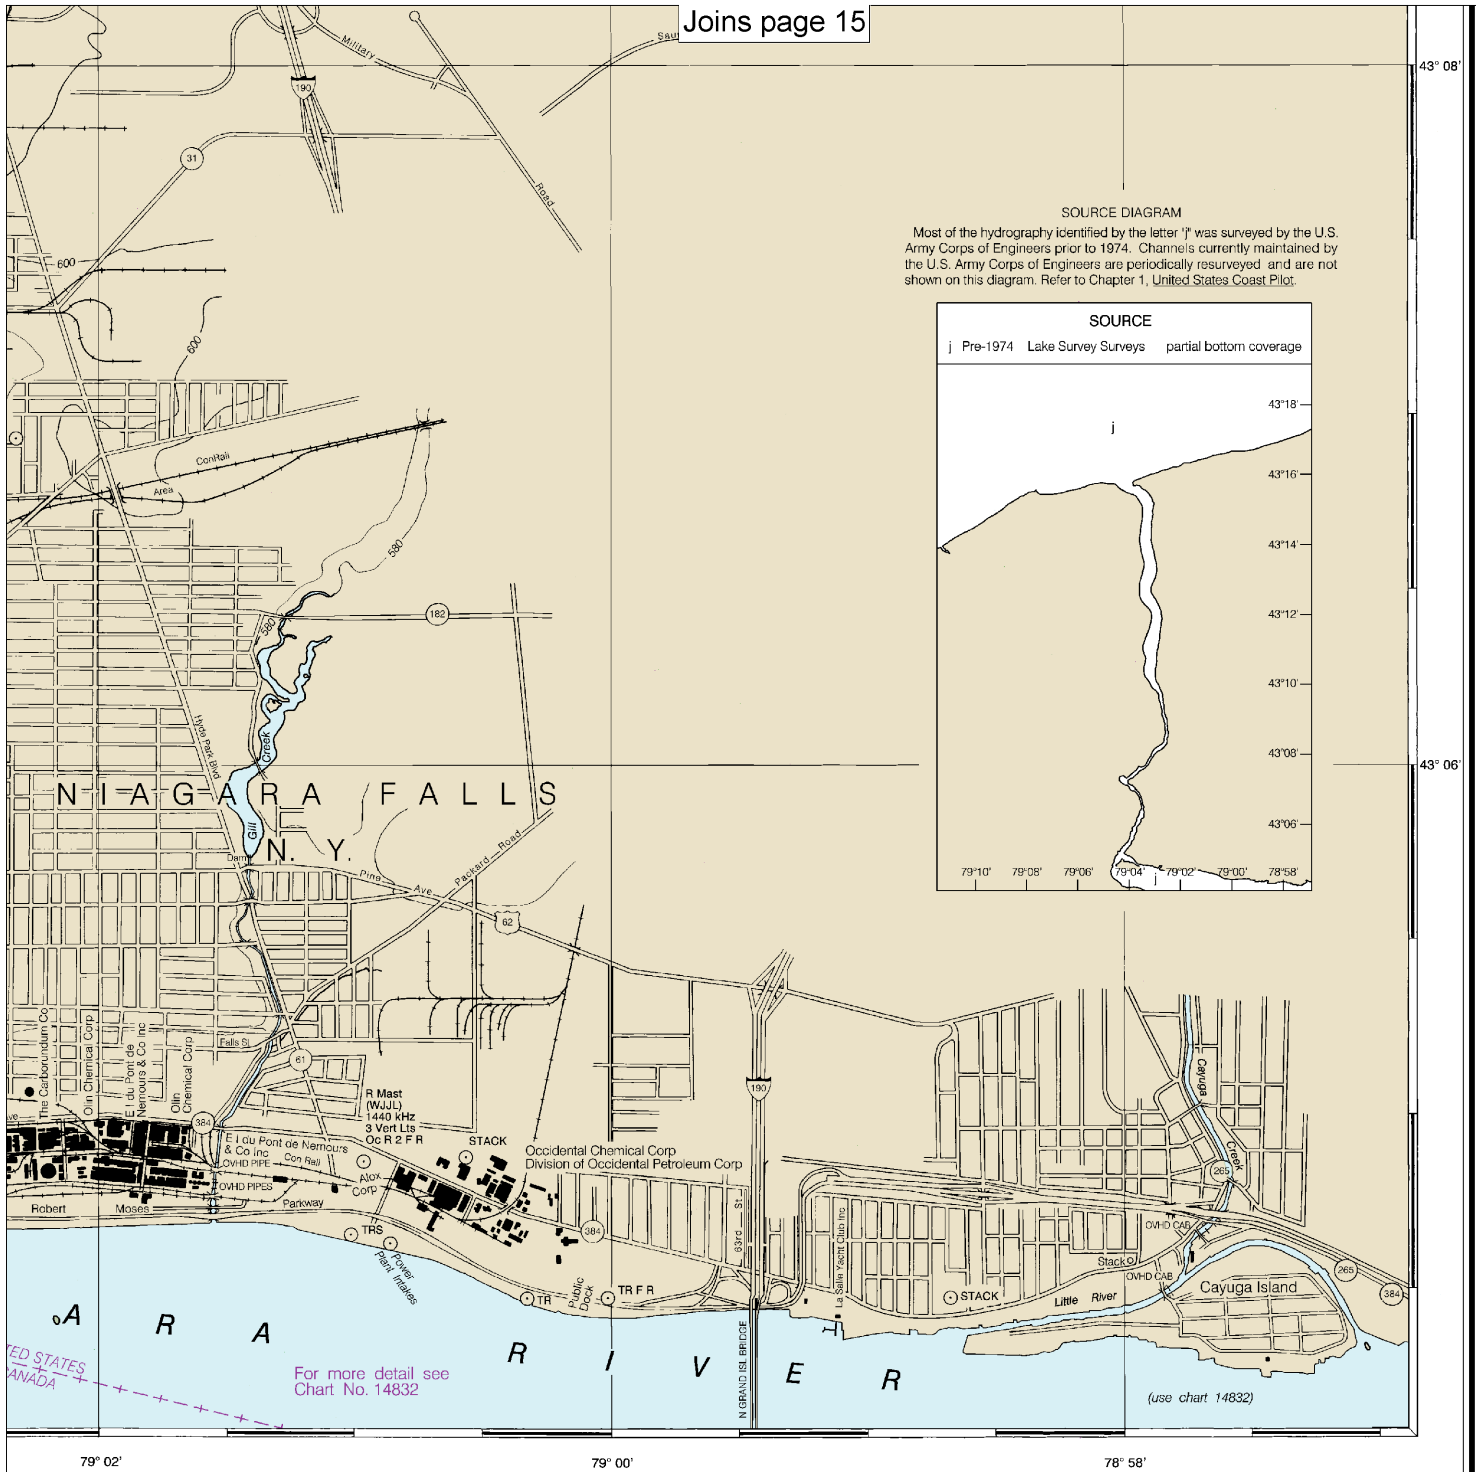 Joins page 15
Military
190
43° 08'
31
Road
SOURCE DIAGRAM
Most of the hydrography identified by the letter "j" was surveyed by the U.S.
Army Corps of Engineers prior to 1974. Channels currently maintained by
the U.S. Army Corps of Engineers are periodically resurveyed and are not
shown on this diagram. Refer to Chapter 1, United States Coast Pilot.
600
600
SOURCE
j Pre-1974 Lake Survey Surveys partial bottom coverage
43°18'
j
43°16'
43°14'
43°12'
43°10'
43°08'
43°06'
79°10' 79°08' 79°06' 79°04' 79°02' 79°00' 78°58'
j
ConRail
Area
580
580
182
Hyde Park Blvd
Creek
Gill
43° 06'
NIAGARA FALLS
N. Y.
Dam
Pine Ave
Packard Road
62
The Carborundum Co
Olin Chemical Corp
E I du Pont de
Nemours & Co Inc
Olin
Chemical Corp
Falls St
61
190
Cayuga
Creek
R Mast
(WJJL)
1440 kHz
3 Vert Lts
Oc R 2 F R
384
E I du Pont de Nemours
& Co Inc
Con Rail
OVHD PIPE
OVHD PIPES
STACK
Occidental Chemical Corp
Division of Occidental Petroleum Corp
Alox
Corp
265
Robert Moses Parkway
TRS
Power
Plant Intakes
384
63rd St
La Salle Yacht Club Inc
OVHD CAB
Stack
OVHD CAB
265
384
TR
Public
Dock
TR F R
STACK
Little River
Cayuga Island
A R A
R I V E R
N GRAND ISL BRIDGE
TED STATES
ANADA
For more detail see
Chart No. 14832
(use chart 14832)
79° 02'
79° 00'
78° 58'